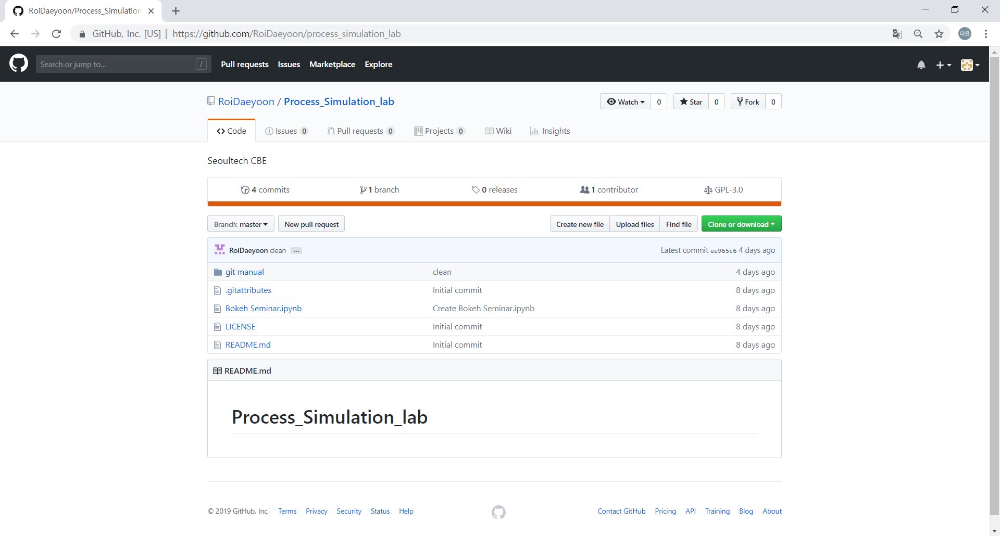 RoiDaeyoon/Process_Simulation
GitHub, Inc. [US] | https://github.com/RoiDaeyoon/process_simulation_lab 대윤
Search or jump to... / Pull requests Issues Marketplace Explore
RoiDaeyoon / Process_Simulation_lab Watch 0 Star 0 Fork 0
Code Issues 0 Pull requests 0 Projects 0 Wiki Insights
Seoultech CBE
4 commits 1 branch 0 releases 1 contributor GPL-3.0
Branch: master New pull request Create new file Upload files Find file Clone or download
RoiDaeyoon clean ... Latest commit ee965c6 4 days ago
git manual clean 4 days ago
.gitattributes Initial commit 8 days ago
Bokeh Seminar.ipynb Create Bokeh Seminar.ipynb 8 days ago
LICENSE Initial commit 8 days ago
README.md Initial commit 8 days ago
README.md
Process_Simulation_lab
© 2019 GitHub, Inc. Terms Privacy Security Status Help Contact GitHub Pricing API Training Blog About